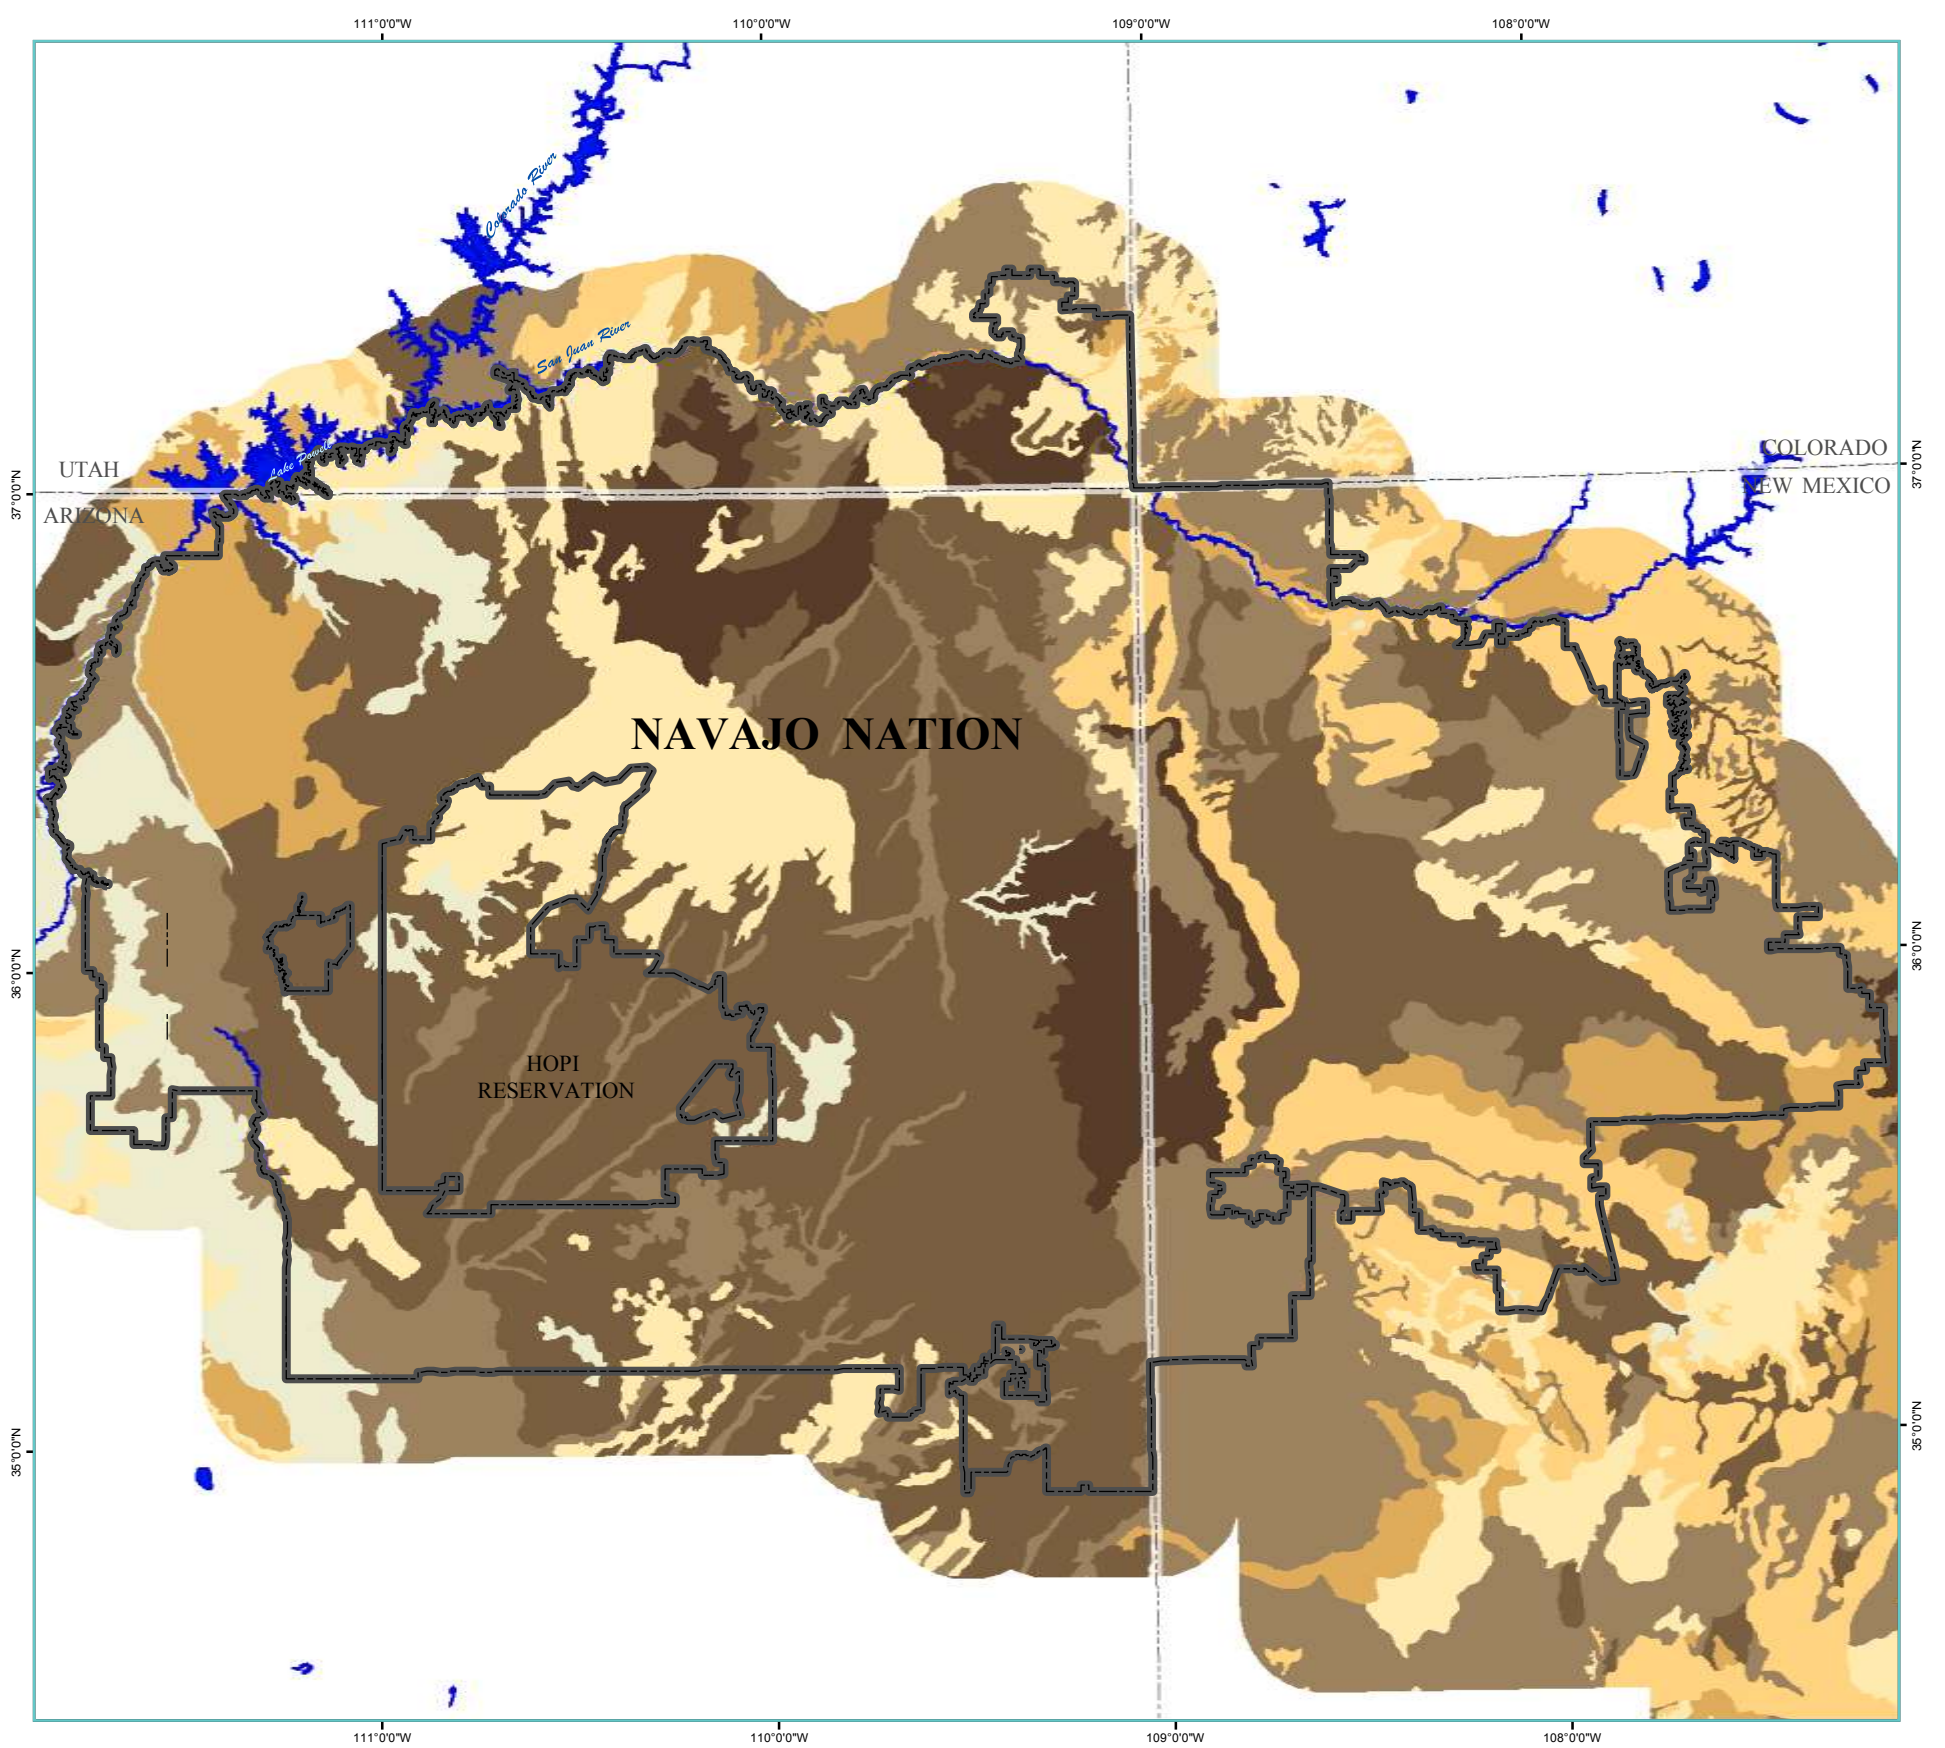 111°0'0"W
110°0'0"W
109°0'0"W
108°0'0"W
Colorado River
San Juan River
Lake Powell
UTAH
ARIZONA
COLORADO
NEW MEXICO
37°0'0"N
37°0'0"N
NAVAJO NATION
36°0'0"N
36°0'0"N
HOPI
RESERVATION
35°0'0"N
35°0'0"N
111°0'0"W
110°0'0"W
109°0'0"W
108°0'0"W